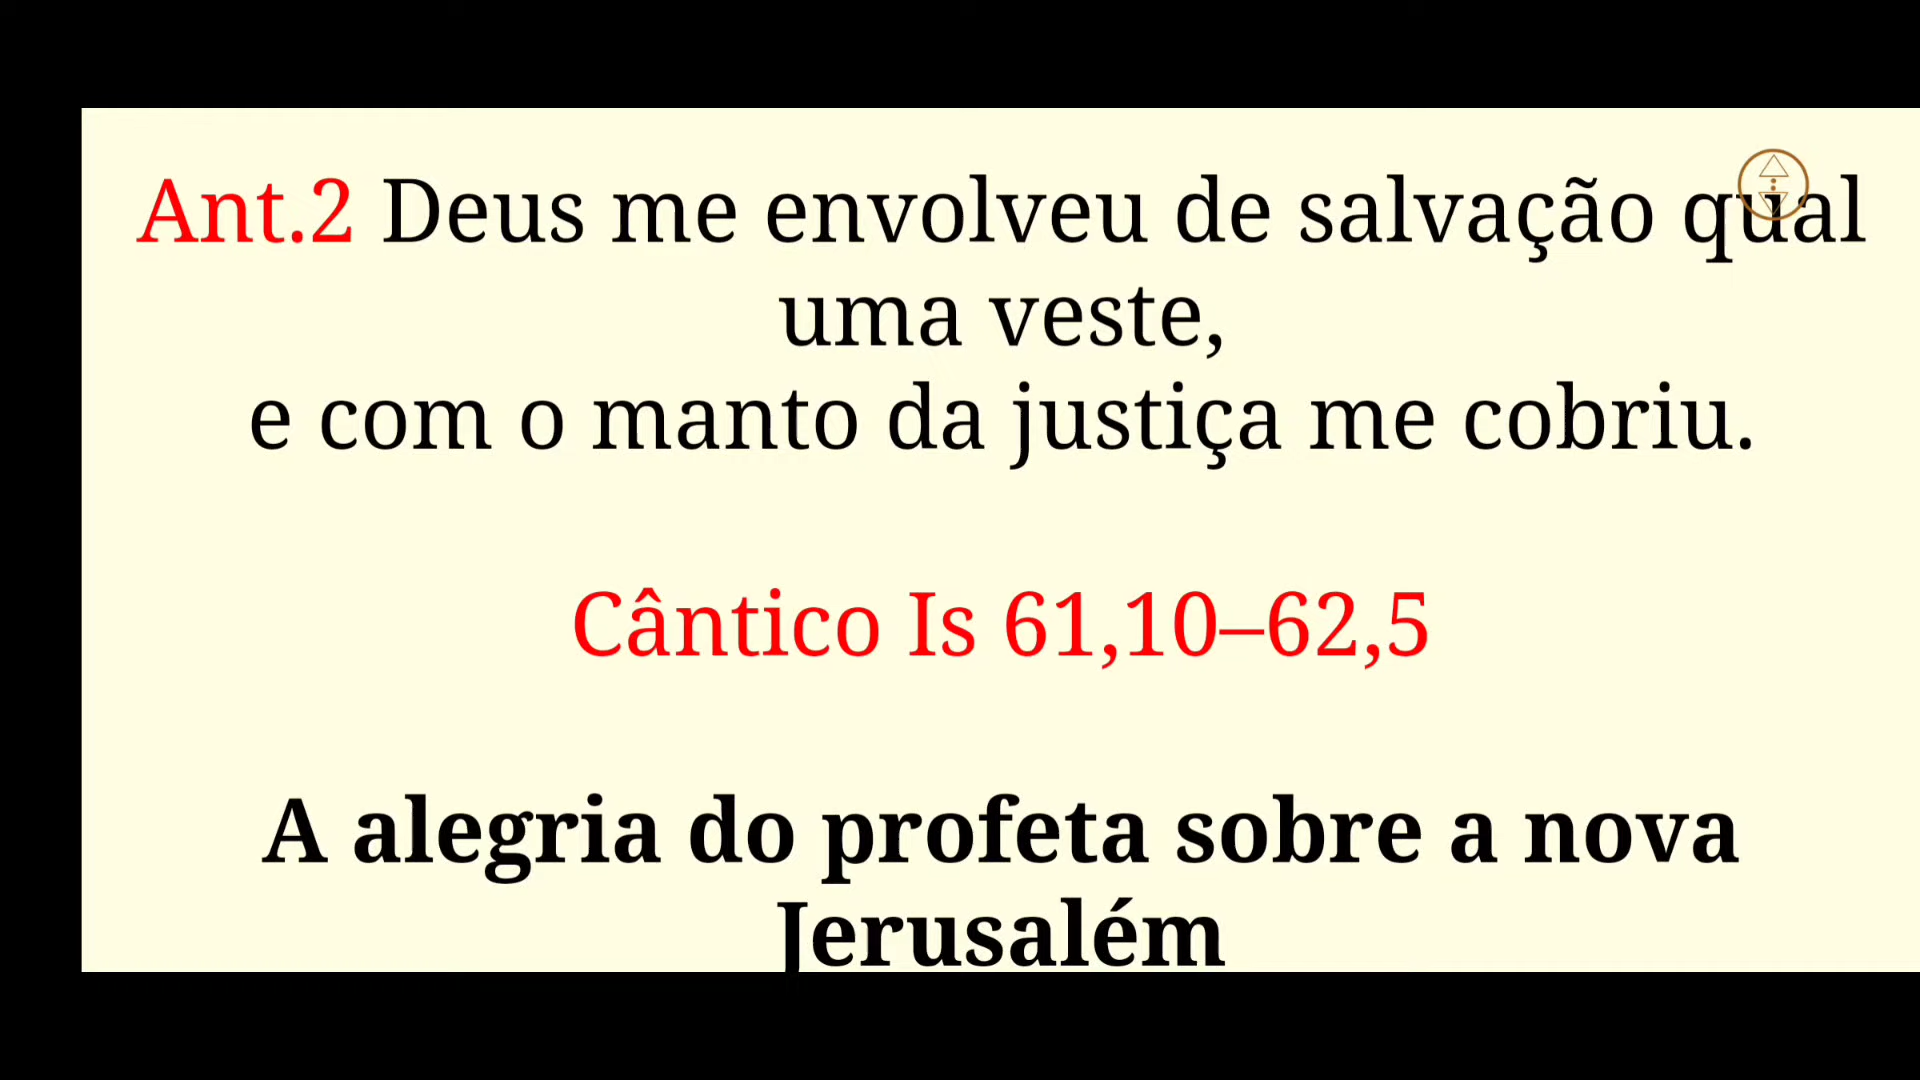 Ant.2 Deus me envolveu de salvação qual
uma veste,
e com o manto da justiça me cobriu.
Cântico Is 61,10–62,5
A alegria do profeta sobre a nova
Jerusalém